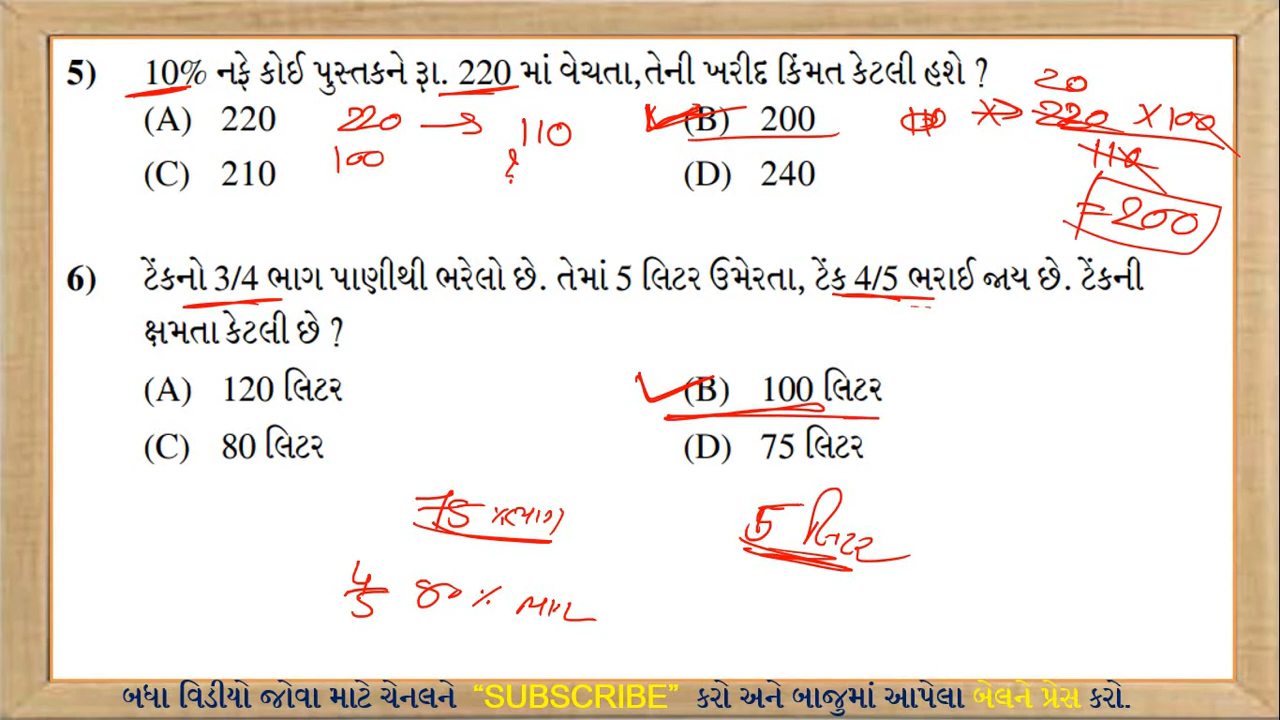 5) 10% નફે કોઈ પુસ્તકને રૂા. 220 માં વેચતા, તેની ખરીદ કિંમત કેટલી હશે ?
20
(A) 220 (B) 200
220 → 110
220 × 100
100 ?
110
(C) 210 (D) 240
= 200
6) ટેંકનો 3/4 ભાગ પાણીથી ભરેલો છે. તેમાં 5 લિટર ઉમેરતા, ટેંક 4/5 ભરાઈ જાય છે. ટેંકની
ક્ષમતા કેટલી છે ?
(A) 120 લિટર (B) 100 લિટર
(C) 80 લિટર (D) 75 લિટર
75 % ભાગ
5 લિટર
4/5 80 %
બધા વિડીયો જોવા માટે ચેનલને “SUBSCRIBE” કરો અને બાજુમાં આપેલા બેલને પ્રેસ કરો.